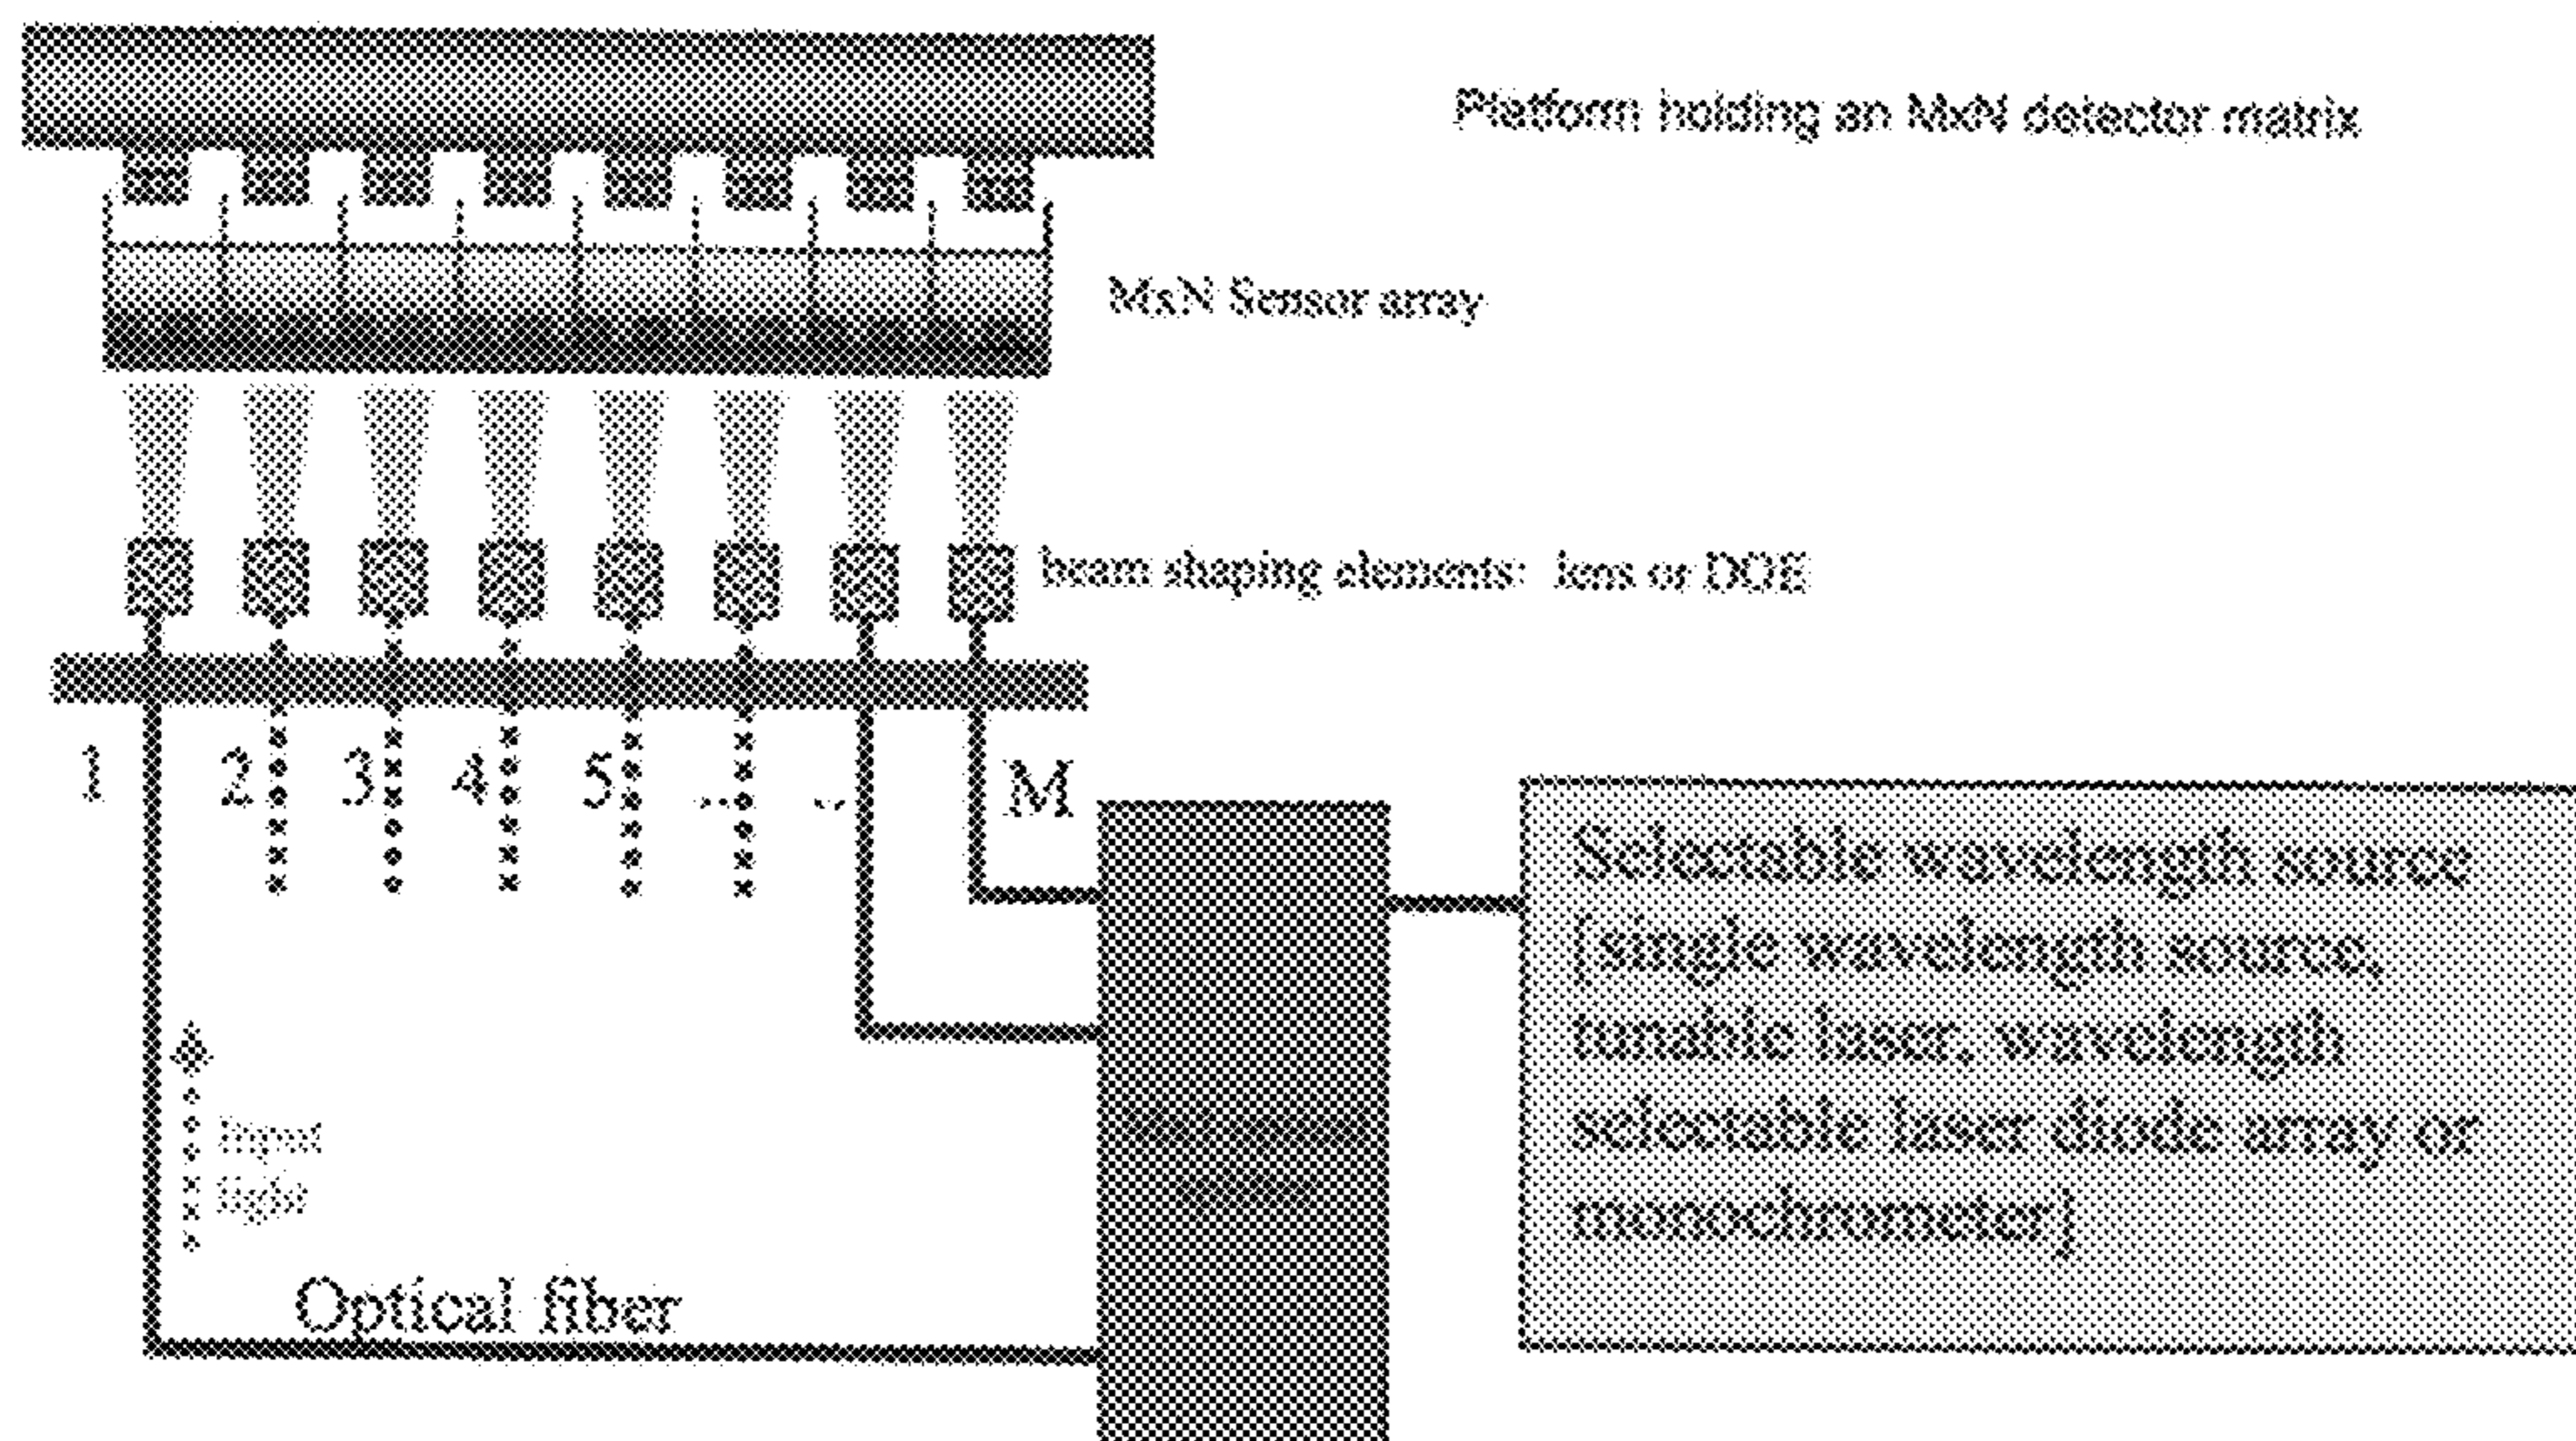 Platform holding an MxN detector matrix
MxN Sensor array
beam shaping elements: lens or DOE
1 2 3 4 5 .. .. M
Selectable wavelength source
[single wavelength source,
tunable laser, wavelength
selectable laser diode array or
monochrometer]
Input
light
Optical fiber